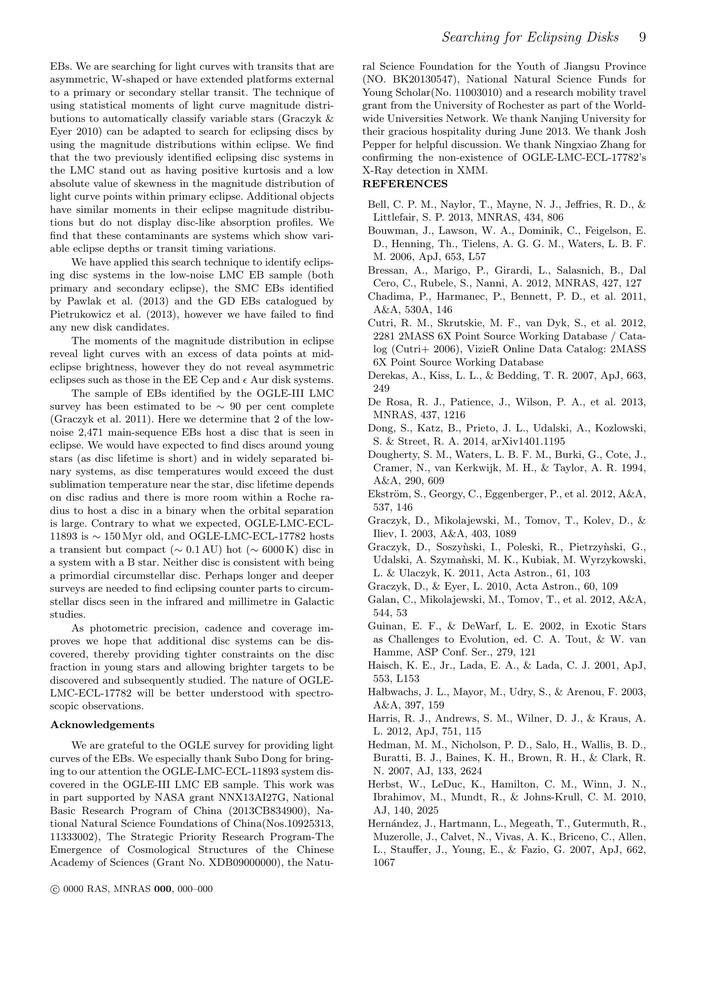 Searching for Eclipsing Disks 9
EBs. We are searching for light curves with transits that are
asymmetric, W-shaped or have extended platforms external
to a primary or secondary stellar transit. The technique of
using statistical moments of light curve magnitude distri-
butions to automatically classify variable stars (Graczyk &
Eyer 2010) can be adapted to search for eclipsing discs by
using the magnitude distributions within eclipse. We find
that the two previously identified eclipsing disc systems in
the LMC stand out as having positive kurtosis and a low
absolute value of skewness in the magnitude distribution of
light curve points within primary eclipse. Additional objects
have similar moments in their eclipse magnitude distribu-
tions but do not display disc-like absorption profiles. We
find that these contaminants are systems which show vari-
able eclipse depths or transit timing variations.
We have applied this search technique to identify eclips-
ing disc systems in the low-noise LMC EB sample (both
primary and secondary eclipse), the SMC EBs identified
by Pawlak et al. (2013) and the GD EBs catalogued by
Pietrukowicz et al. (2013), however we have failed to find
any new disk candidates.
The moments of the magnitude distribution in eclipse
reveal light curves with an excess of data points at mid-
eclipse brightness, however they do not reveal asymmetric
eclipses such as those in the EE Cep and ϵ Aur disk systems.
The sample of EBs identified by the OGLE-III LMC
survey has been estimated to be ∼ 90 per cent complete
(Graczyk et al. 2011). Here we determine that 2 of the low-
noise 2,471 main-sequence EBs host a disc that is seen in
eclipse. We would have expected to find discs around young
stars (as disc lifetime is short) and in widely separated bi-
nary systems, as disc temperatures would exceed the dust
sublimation temperature near the star, disc lifetime depends
on disc radius and there is more room within a Roche ra-
dius to host a disc in a binary when the orbital separation
is large. Contrary to what we expected, OGLE-LMC-ECL-
11893 is ∼ 150 Myr old, and OGLE-LMC-ECL-17782 hosts
a transient but compact (∼ 0.1 AU) hot (∼ 6000 K) disc in
a system with a B star. Neither disc is consistent with being
a primordial circumstellar disc. Perhaps longer and deeper
surveys are needed to find eclipsing counter parts to circum-
stellar discs seen in the infrared and millimetre in Galactic
studies.
As photometric precision, cadence and coverage im-
proves we hope that additional disc systems can be dis-
covered, thereby providing tighter constraints on the disc
fraction in young stars and allowing brighter targets to be
discovered and subsequently studied. The nature of OGLE-
LMC-ECL-17782 will be better understood with spectro-
scopic observations.
Acknowledgements
We are grateful to the OGLE survey for providing light
curves of the EBs. We especially thank Subo Dong for bring-
ing to our attention the OGLE-LMC-ECL-11893 system dis-
covered in the OGLE-III LMC EB sample. This work was
in part supported by NASA grant NNX13AI27G, National
Basic Research Program of China (2013CB834900), Na-
tional Natural Science Foundations of China(Nos.10925313,
11333002), The Strategic Priority Research Program-The
Emergence of Cosmological Structures of the Chinese
Academy of Sciences (Grant No. XDB09000000), the Natu-
ral Science Foundation for the Youth of Jiangsu Province
(NO. BK20130547), National Natural Science Funds for
Young Scholar(No. 11003010) and a research mobility travel
grant from the University of Rochester as part of the World-
wide Universities Network. We thank Nanjing University for
their gracious hospitality during June 2013. We thank Josh
Pepper for helpful discussion. We thank Ningxiao Zhang for
confirming the non-existence of OGLE-LMC-ECL-17782's
X-Ray detection in XMM.
REFERENCES
Bell, C. P. M., Naylor, T., Mayne, N. J., Jeffries, R. D., &
Littlefair, S. P. 2013, MNRAS, 434, 806
Bouwman, J., Lawson, W. A., Dominik, C., Feigelson, E.
D., Henning, Th., Tielens, A. G. G. M., Waters, L. B. F.
M. 2006, ApJ, 653, L57
Bressan, A., Marigo, P., Girardi, L., Salasnich, B., Dal
Cero, C., Rubele, S., Nanni, A. 2012, MNRAS, 427, 127
Chadima, P., Harmanec, P., Bennett, P. D., et al. 2011,
A&A, 530A, 146
Cutri, R. M., Skrutskie, M. F., van Dyk, S., et al. 2012,
2281 2MASS 6X Point Source Working Database / Cata-
log (Cutri+ 2006), VizieR Online Data Catalog: 2MASS
6X Point Source Working Database
Derekas, A., Kiss, L. L., & Bedding, T. R. 2007, ApJ, 663,
249
De Rosa, R. J., Patience, J., Wilson, P. A., et al. 2013,
MNRAS, 437, 1216
Dong, S., Katz, B., Prieto, J. L., Udalski, A., Kozlowski,
S. & Street, R. A. 2014, arXiv1401.1195
Dougherty, S. M., Waters, L. B. F. M., Burki, G., Cote, J.,
Cramer, N., van Kerkwijk, M. H., & Taylor, A. R. 1994,
A&A, 290, 609
Ekström, S., Georgy, C., Eggenberger, P., et al. 2012, A&A,
537, 146
Graczyk, D., Mikolajewski, M., Tomov, T., Kolev, D., &
Iliev, I. 2003, A&A, 403, 1089
Graczyk, D., Soszyǹski, I., Poleski, R., Pietrzyǹski, G.,
Udalski, A. Szymaǹski, M. K., Kubiak, M. Wyrzykowski,
L. & Ulaczyk, K. 2011, Acta Astron., 61, 103
Graczyk, D., & Eyer, L. 2010, Acta Astron., 60, 109
Galan, C., Mikolajewski, M., Tomov, T., et al. 2012, A&A,
544, 53
Guinan, E. F., & DeWarf, L. E. 2002, in Exotic Stars
as Challenges to Evolution, ed. C. A. Tout, & W. van
Hamme, ASP Conf. Ser., 279, 121
Haisch, K. E., Jr., Lada, E. A., & Lada, C. J. 2001, ApJ,
553, L153
Halbwachs, J. L., Mayor, M., Udry, S., & Arenou, F. 2003,
A&A, 397, 159
Harris, R. J., Andrews, S. M., Wilner, D. J., & Kraus, A.
L. 2012, ApJ, 751, 115
Hedman, M. M., Nicholson, P. D., Salo, H., Wallis, B. D.,
Buratti, B. J., Baines, K. H., Brown, R. H., & Clark, R.
N. 2007, AJ, 133, 2624
Herbst, W., LeDuc, K., Hamilton, C. M., Winn, J. N.,
Ibrahimov, M., Mundt, R., & Johns-Krull, C. M. 2010,
AJ, 140, 2025
Hernández, J., Hartmann, L., Megeath, T., Gutermuth, R.,
Muzerolle, J., Calvet, N., Vivas, A. K., Briceno, C., Allen,
L., Stauffer, J., Young, E., & Fazio, G. 2007, ApJ, 662,
1067
© 0000 RAS, MNRAS 000, 000–000